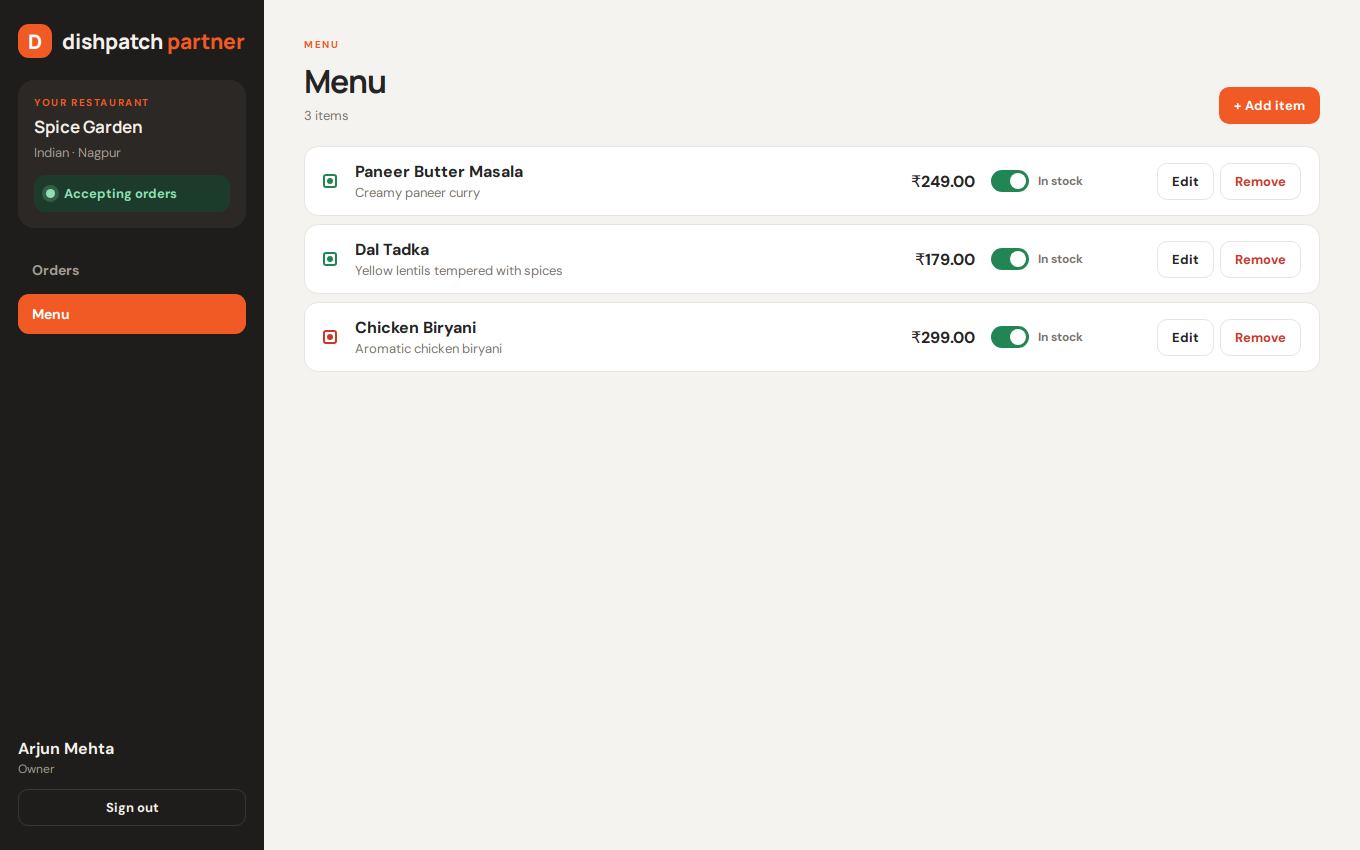 D dishpatch partner
YOUR RESTAURANT
Spice Garden
Indian · Nagpur
Accepting orders
Orders
Menu
Arjun Mehta
Owner
Sign out
MENU
Menu
3 items
+ Add item
Paneer Butter Masala
Creamy paneer curry
₹249.00 In stock Edit Remove
Dal Tadka
Yellow lentils tempered with spices
₹179.00 In stock Edit Remove
Chicken Biryani
Aromatic chicken biryani
₹299.00 In stock Edit Remove